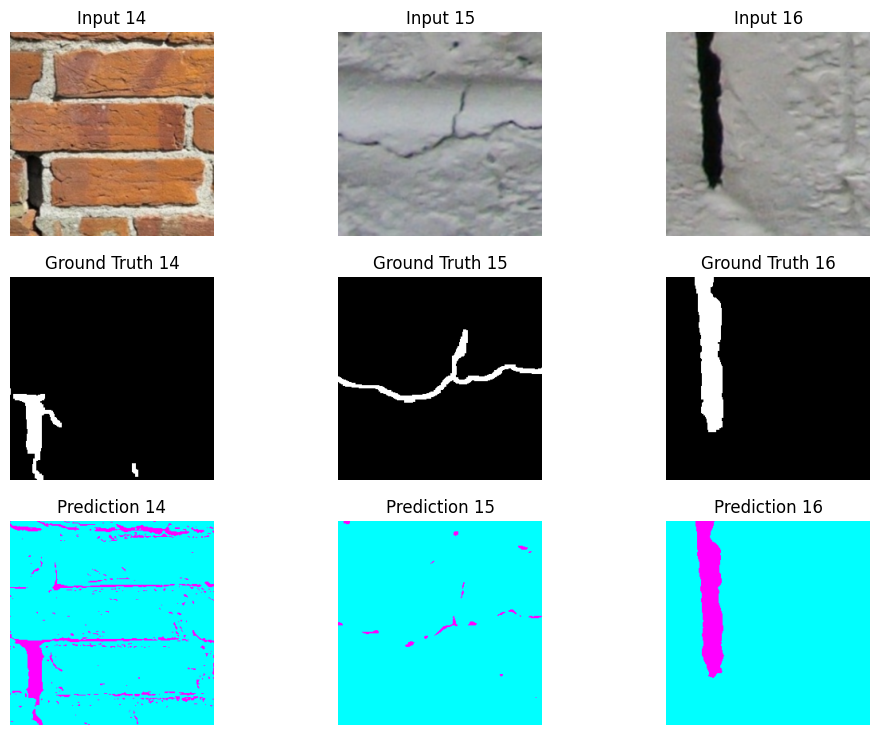 Input 14
Input 15
Input 16
Ground Truth 14
Ground Truth 15
Ground Truth 16
Prediction 14
Prediction 15
Prediction 16